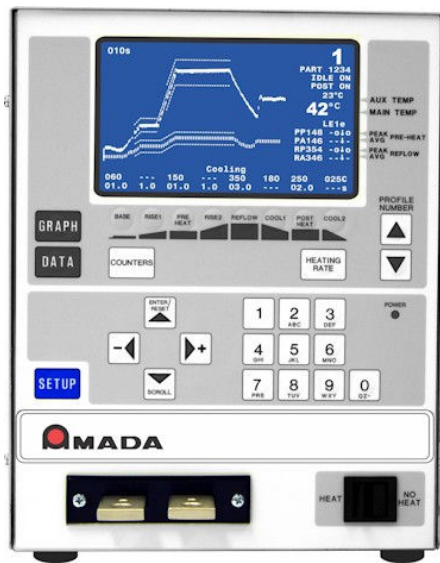 010s
1
PART 1234
IDLE ON
POST ON
23°C
42°C
LE1e
PP148 -o|o
PA146 --↓-
RP354 -o|o
RA346 --↓-
Cooling
060 --- 150 --- 350 180 250 025C
01.0 1.0 01.0 1.0 03.0 --- 02.0 ---s
AUX TEMP
MAIN TEMP
PEAK
AVG
PRE-HEAT
PEAK
AVG
REFLOW
PROFILE
NUMBER
BASE RISE1 PRE HEAT RISE2 REFLOW COOL1 POST HEAT COOL2
GRAPH
DATA
COUNTERS
HEATING
RATE
POWER
ENTER/
RESET
- +
SCROLL
SETUP
1 2 ABC 3 DEF
4 GHI 5 JKL 6 MNO
7 PRS 8 TUV 9 WXY 0 QZ-
AMADA
HEAT
NO
HEAT